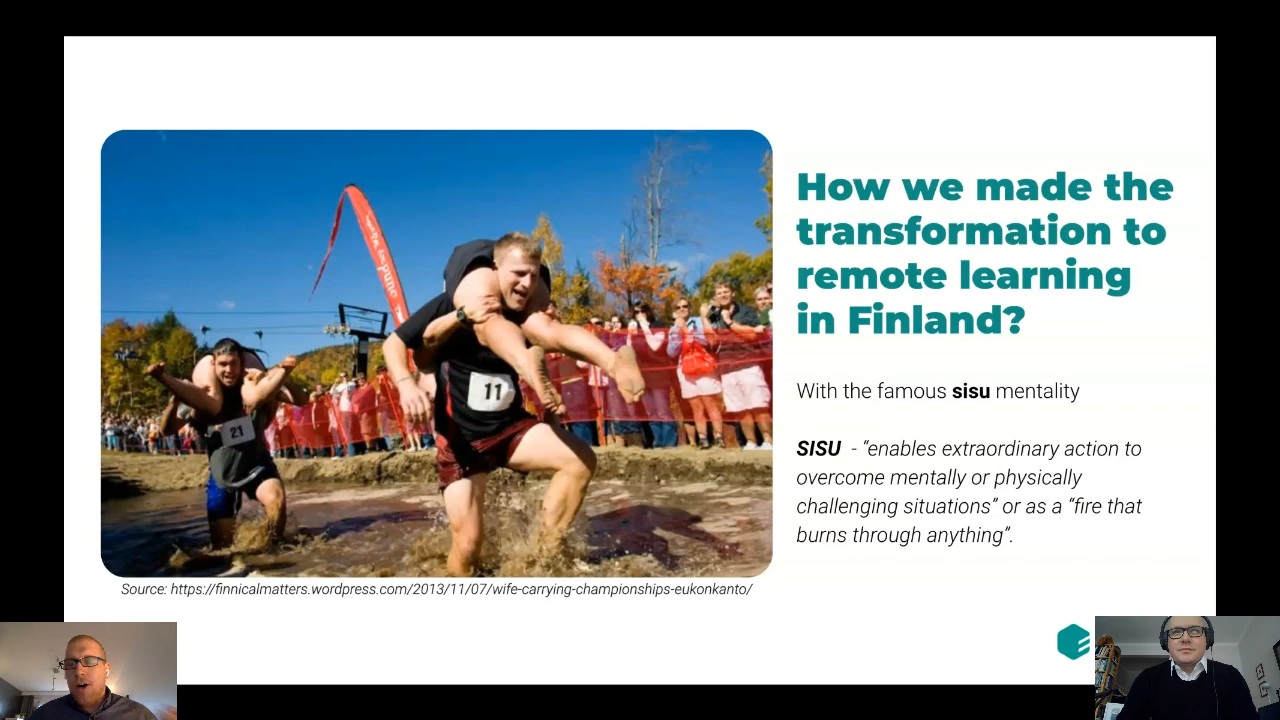 How we made the
transformation to
remote learning
in Finland?
With the famous sisu mentality
SISU - “enables extraordinary action to
overcome mentally or physically
challenging situations” or as a “fire that
burns through anything”.
11
21
Source: https://finnicalmatters.wordpress.com/2013/11/07/wife-carrying-championships-eukonkanto/